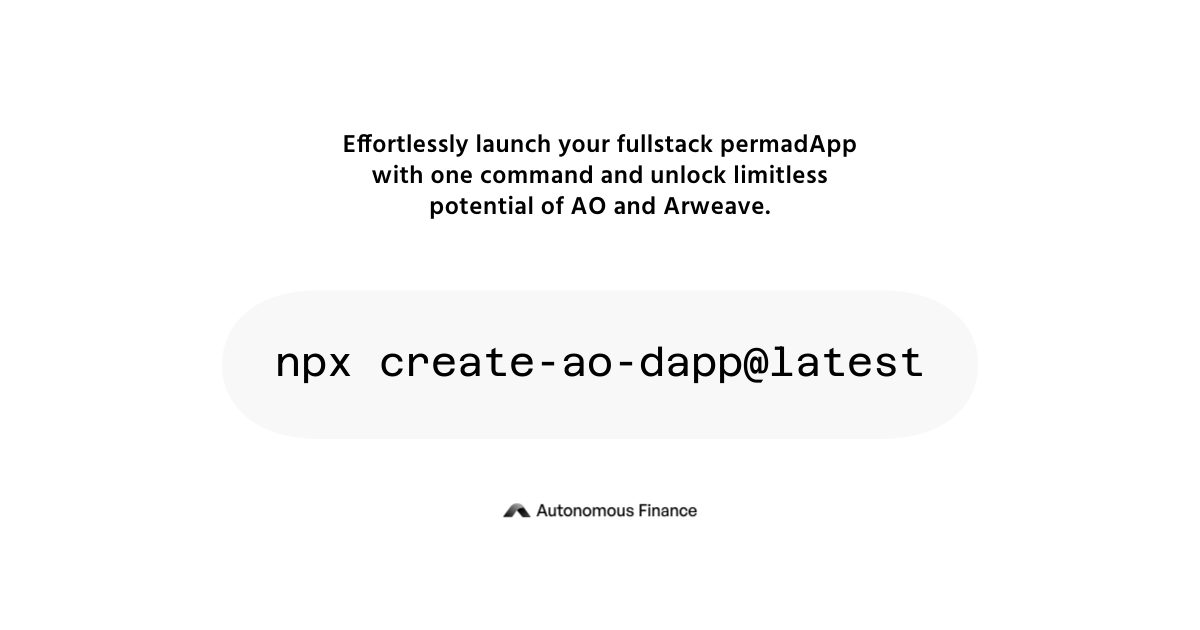 Effortlessly launch your fullstack permadApp
with one command and unlock limitless
potential of AO and Arweave.
npx create-ao-dapp@latest
Autonomous Finance